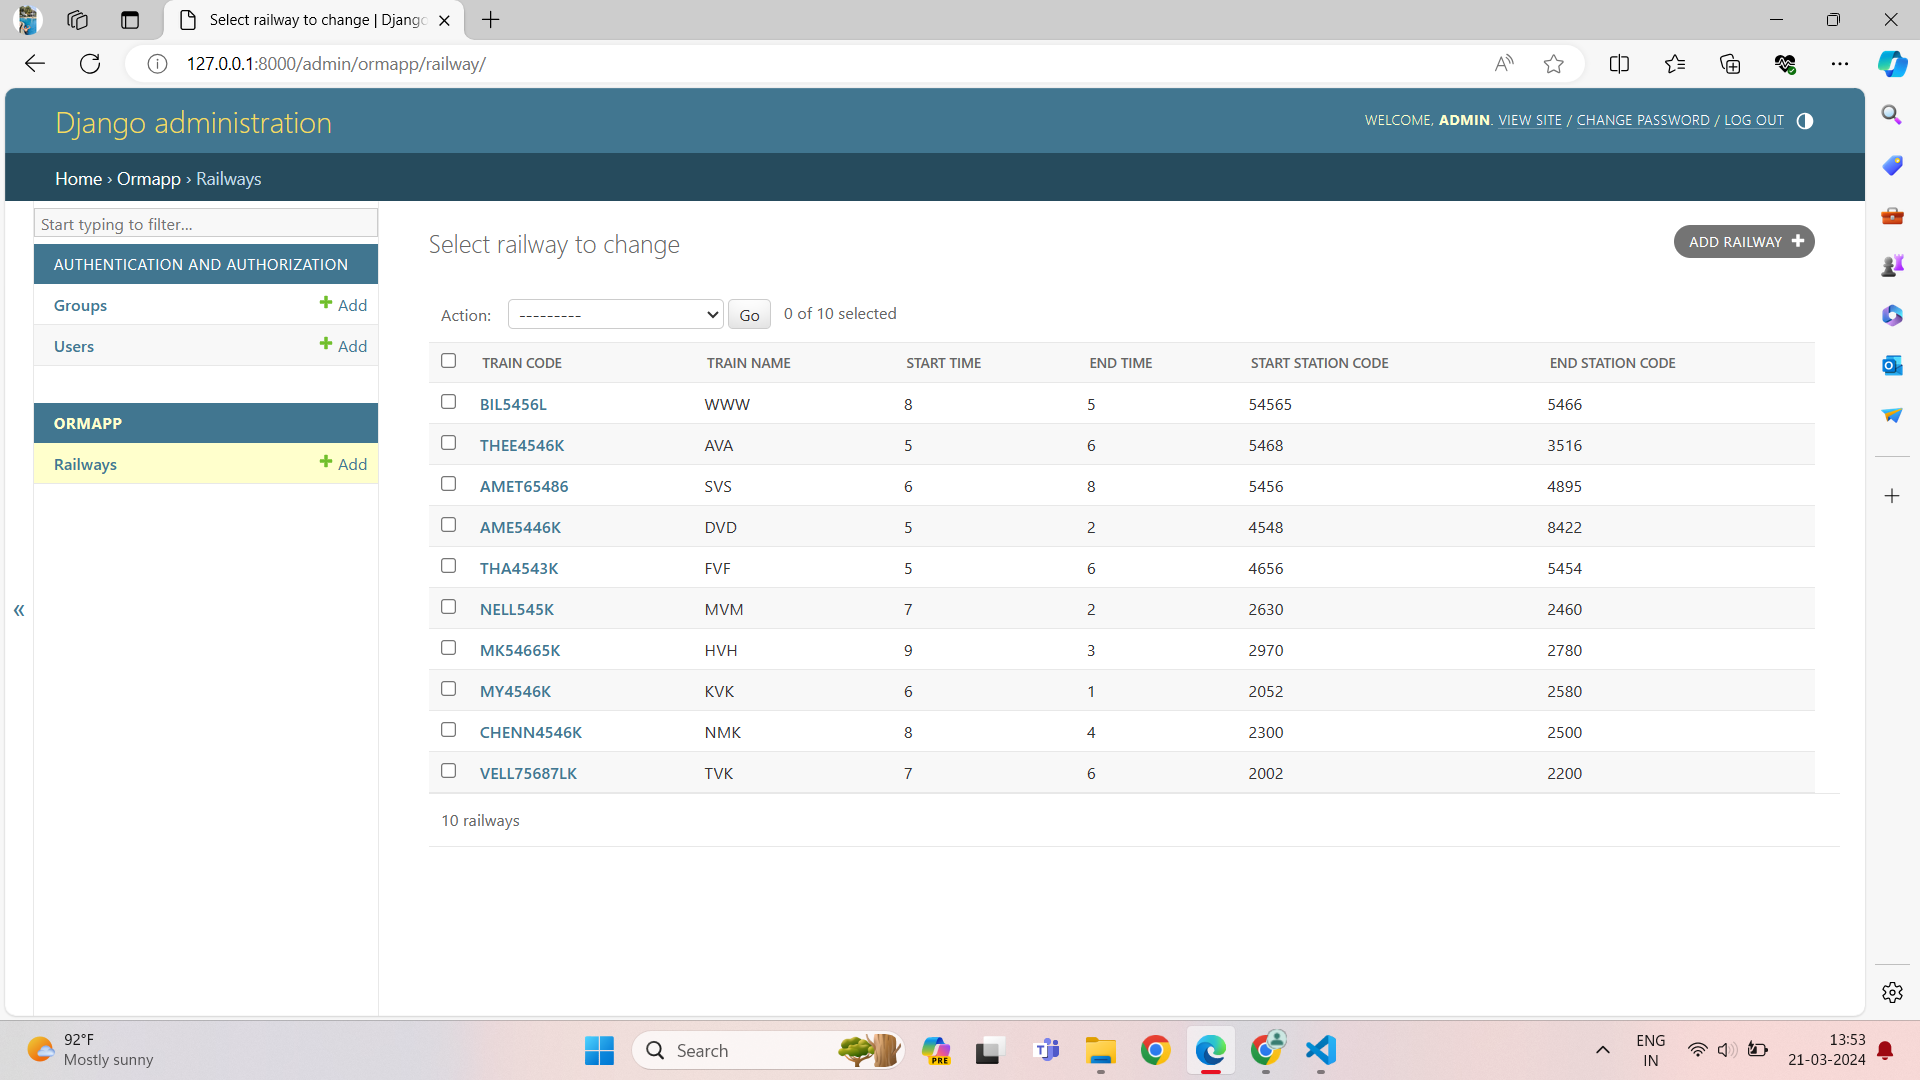 Select railway to change | Djang
127.0.0.1:8000/admin/ormapp/railway/
Django administration
WELCOME, ADMIN. VIEW SITE / CHANGE PASSWORD / LOG OUT
Home › Ormapp › Railways
Start typing to filter...
AUTHENTICATION AND AUTHORIZATION
Groups + Add
Users + Add
ORMAPP
Railways + Add
«
Select railway to change
ADD RAILWAY +
Action: --------- Go 0 of 10 selected
TRAIN CODE TRAIN NAME START TIME END TIME START STATION CODE END STATION CODE
BIL5456L WWW 8 5 54565 5466
THEE4546K AVA 5 6 5468 3516
AMET65486 SVS 6 8 5456 4895
AME5446K DVD 5 2 4548 8422
THA4543K FVF 5 6 4656 5454
NELL545K MVM 7 2 2630 2460
MK54665K HVH 9 3 2970 2780
MY4546K KVK 6 1 2052 2580
CHENN4546K NMK 8 4 2300 2500
VELL75687LK TVK 7 6 2002 2200
10 railways
92°F
Mostly sunny
Search
PRE
ENG
IN
13:53
21-03-2024